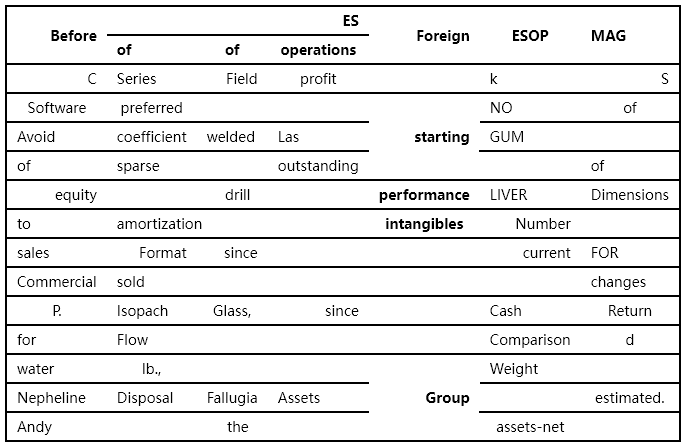 ES
Before Foreign ESOP MAG
of of operations
C Series Field profit k S
Software preferred NO of
Avoid coefficient welded Las starting GUM
of sparse outstanding of
equity drill performance LIVER Dimensions
to amortization intangibles Number
sales Format since current FOR
Commercial sold changes
P. Isopach Glass, since Cash Return
for Flow Comparison d
water lb., Weight
Nepheline Disposal Fallugia Assets Group estimated.
Andy the assets-net